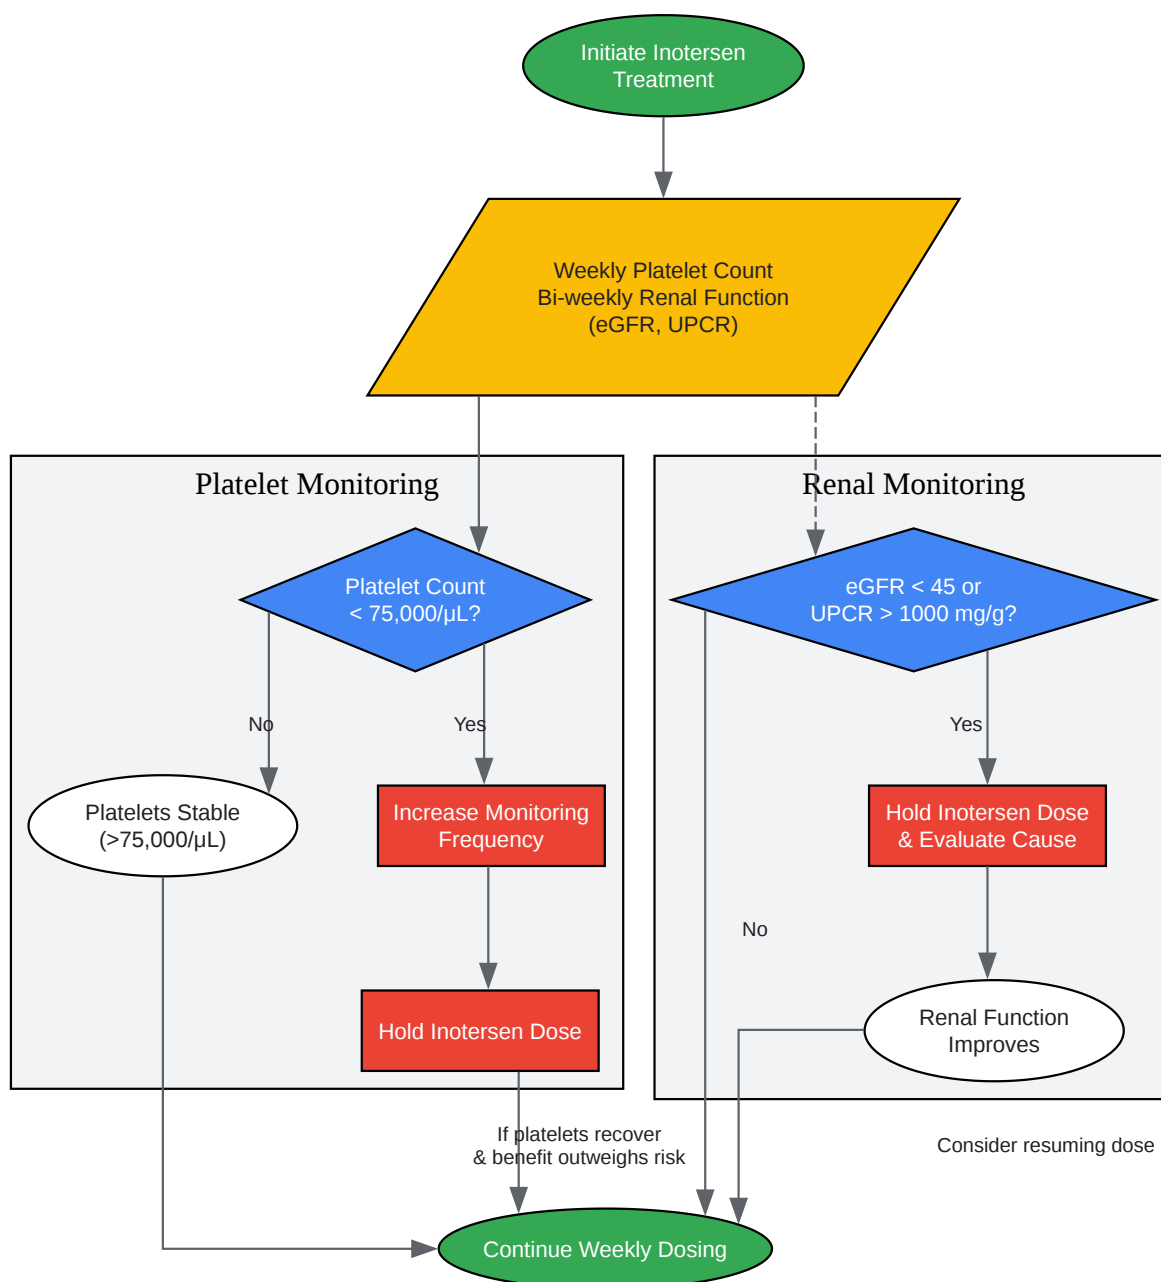 Initiate Inotersen
Treatment
Weekly Platelet Count
Bi-weekly Renal Function
(eGFR, UPCR)
Platelet Monitoring
Platelet Count
< 75,000/μL?
No
Yes
Platelets Stable
(>75,000/μL)
Increase Monitoring
Frequency
Hold Inotersen Dose
If platelets recover
& benefit outweighs risk
Renal Monitoring
eGFR < 45 or
UPCR > 1000 mg/g?
Yes
Hold Inotersen Dose
& Evaluate Cause
No
Renal Function
Improves
Consider resuming dose
Continue Weekly Dosing